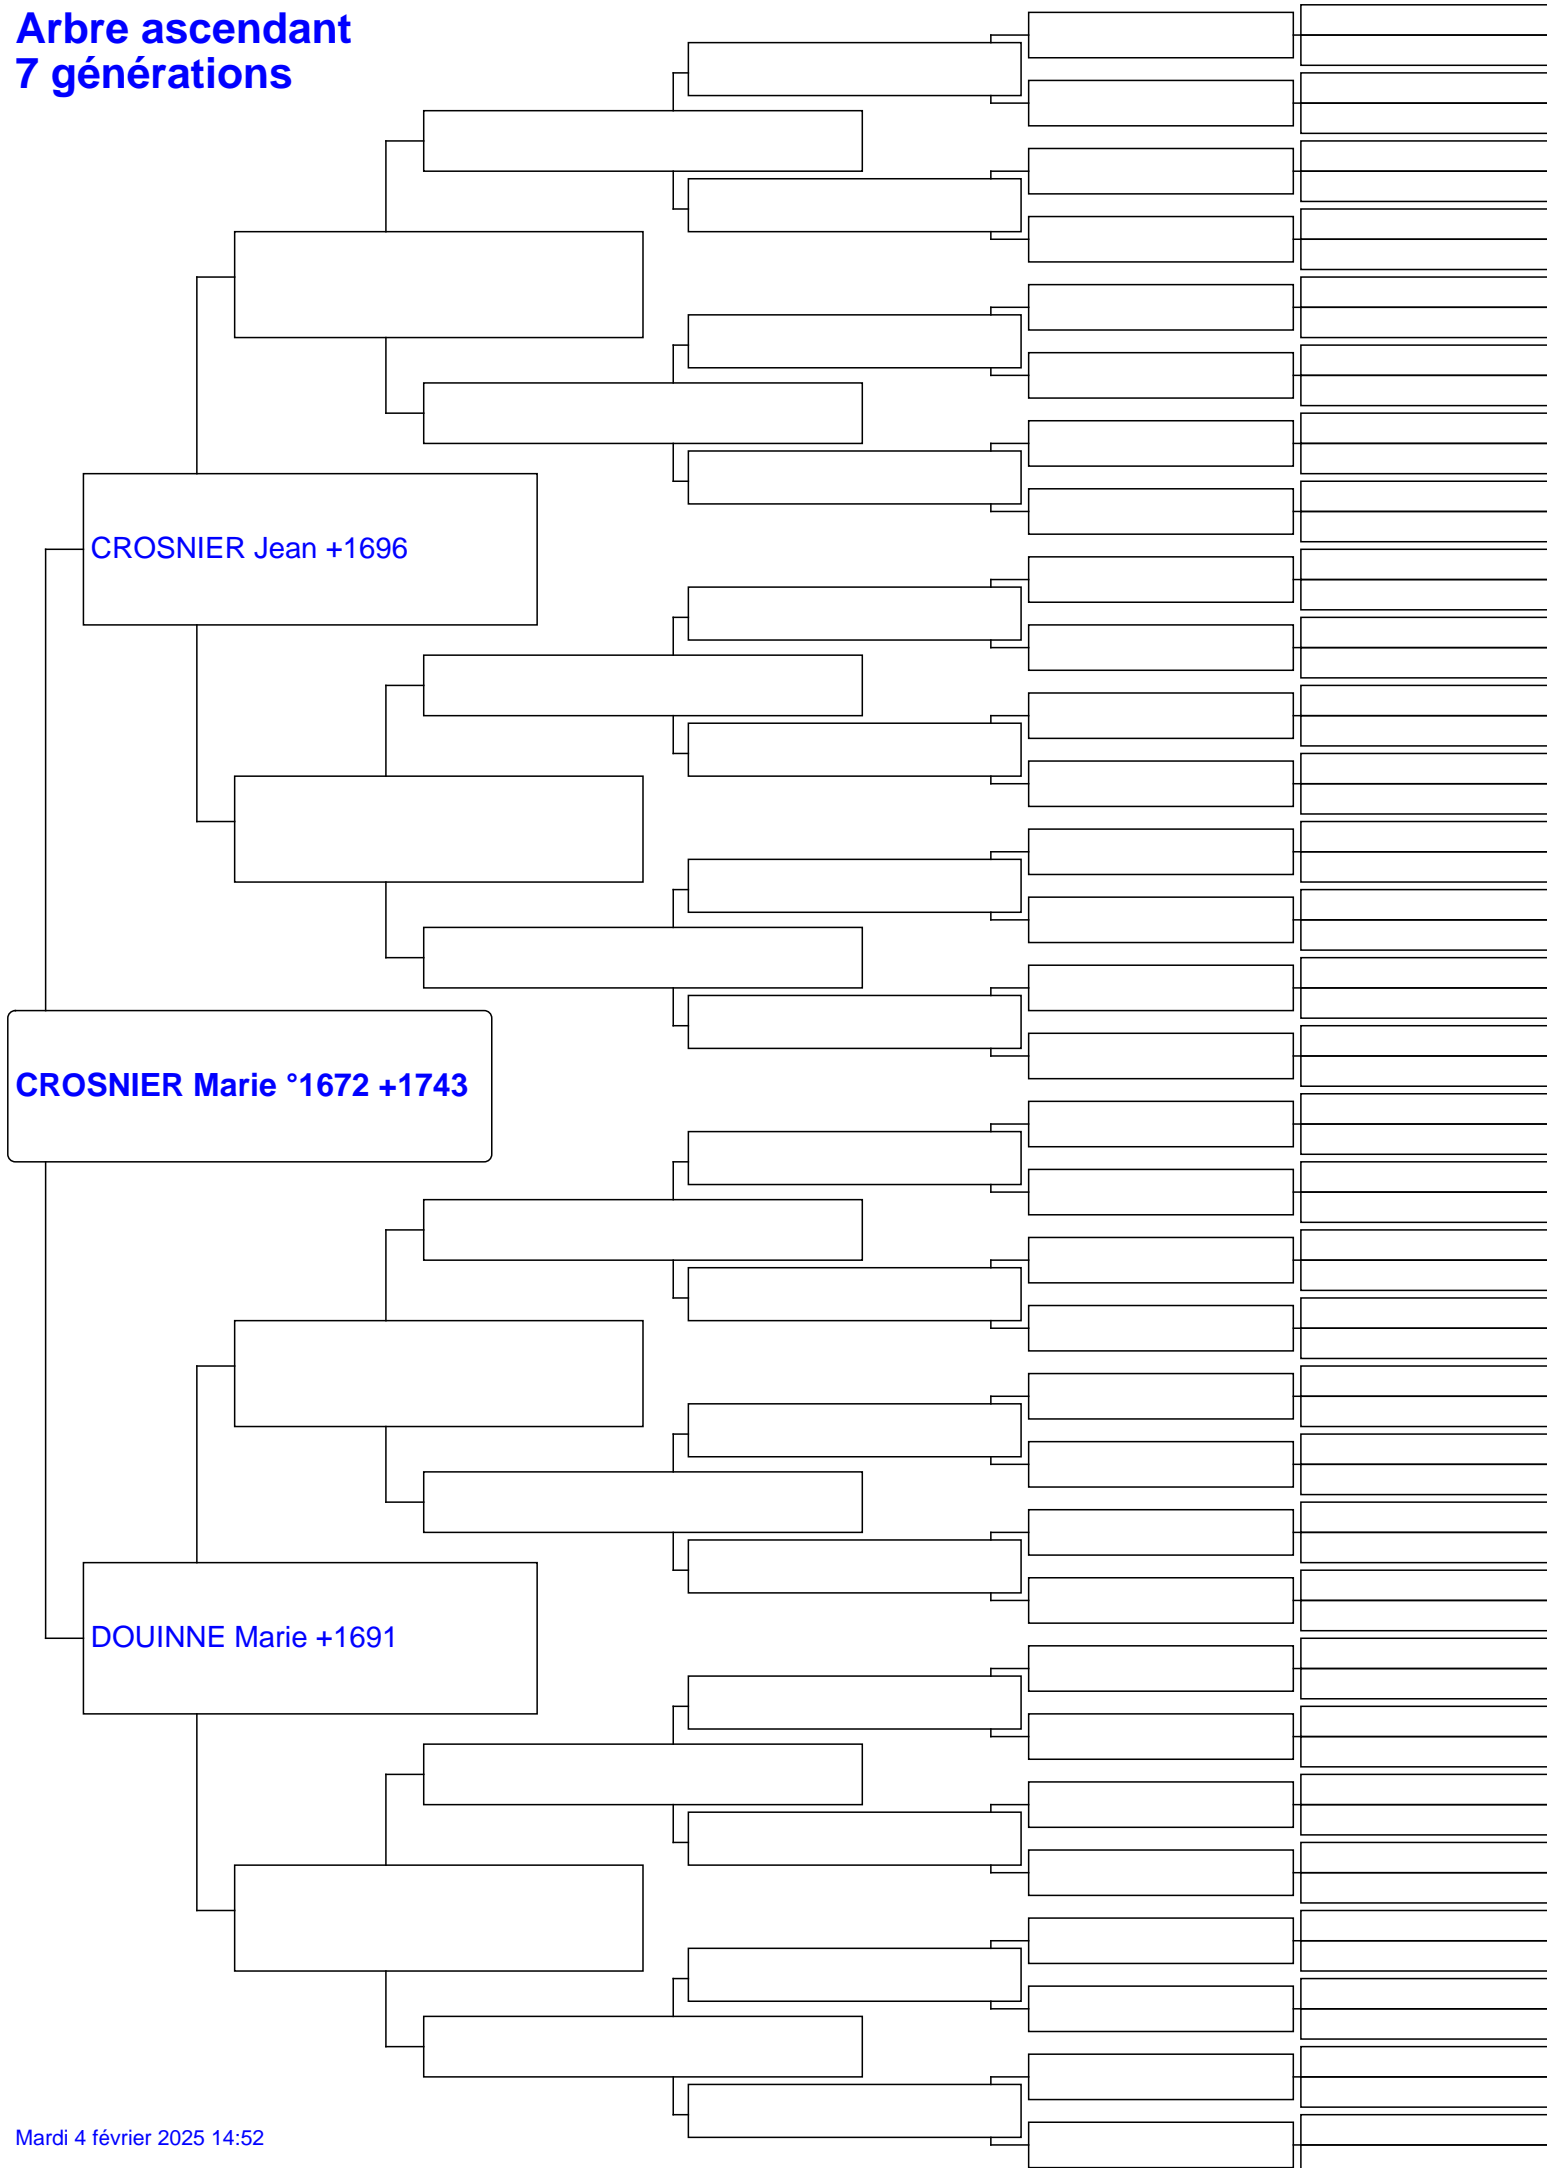 Arbre ascendant
7 générations
CROSNIER Jean +1696
CROSNIER Marie °1672 +1743
DOUINNE Marie +1691
Mardi 4 février 2025 14:52